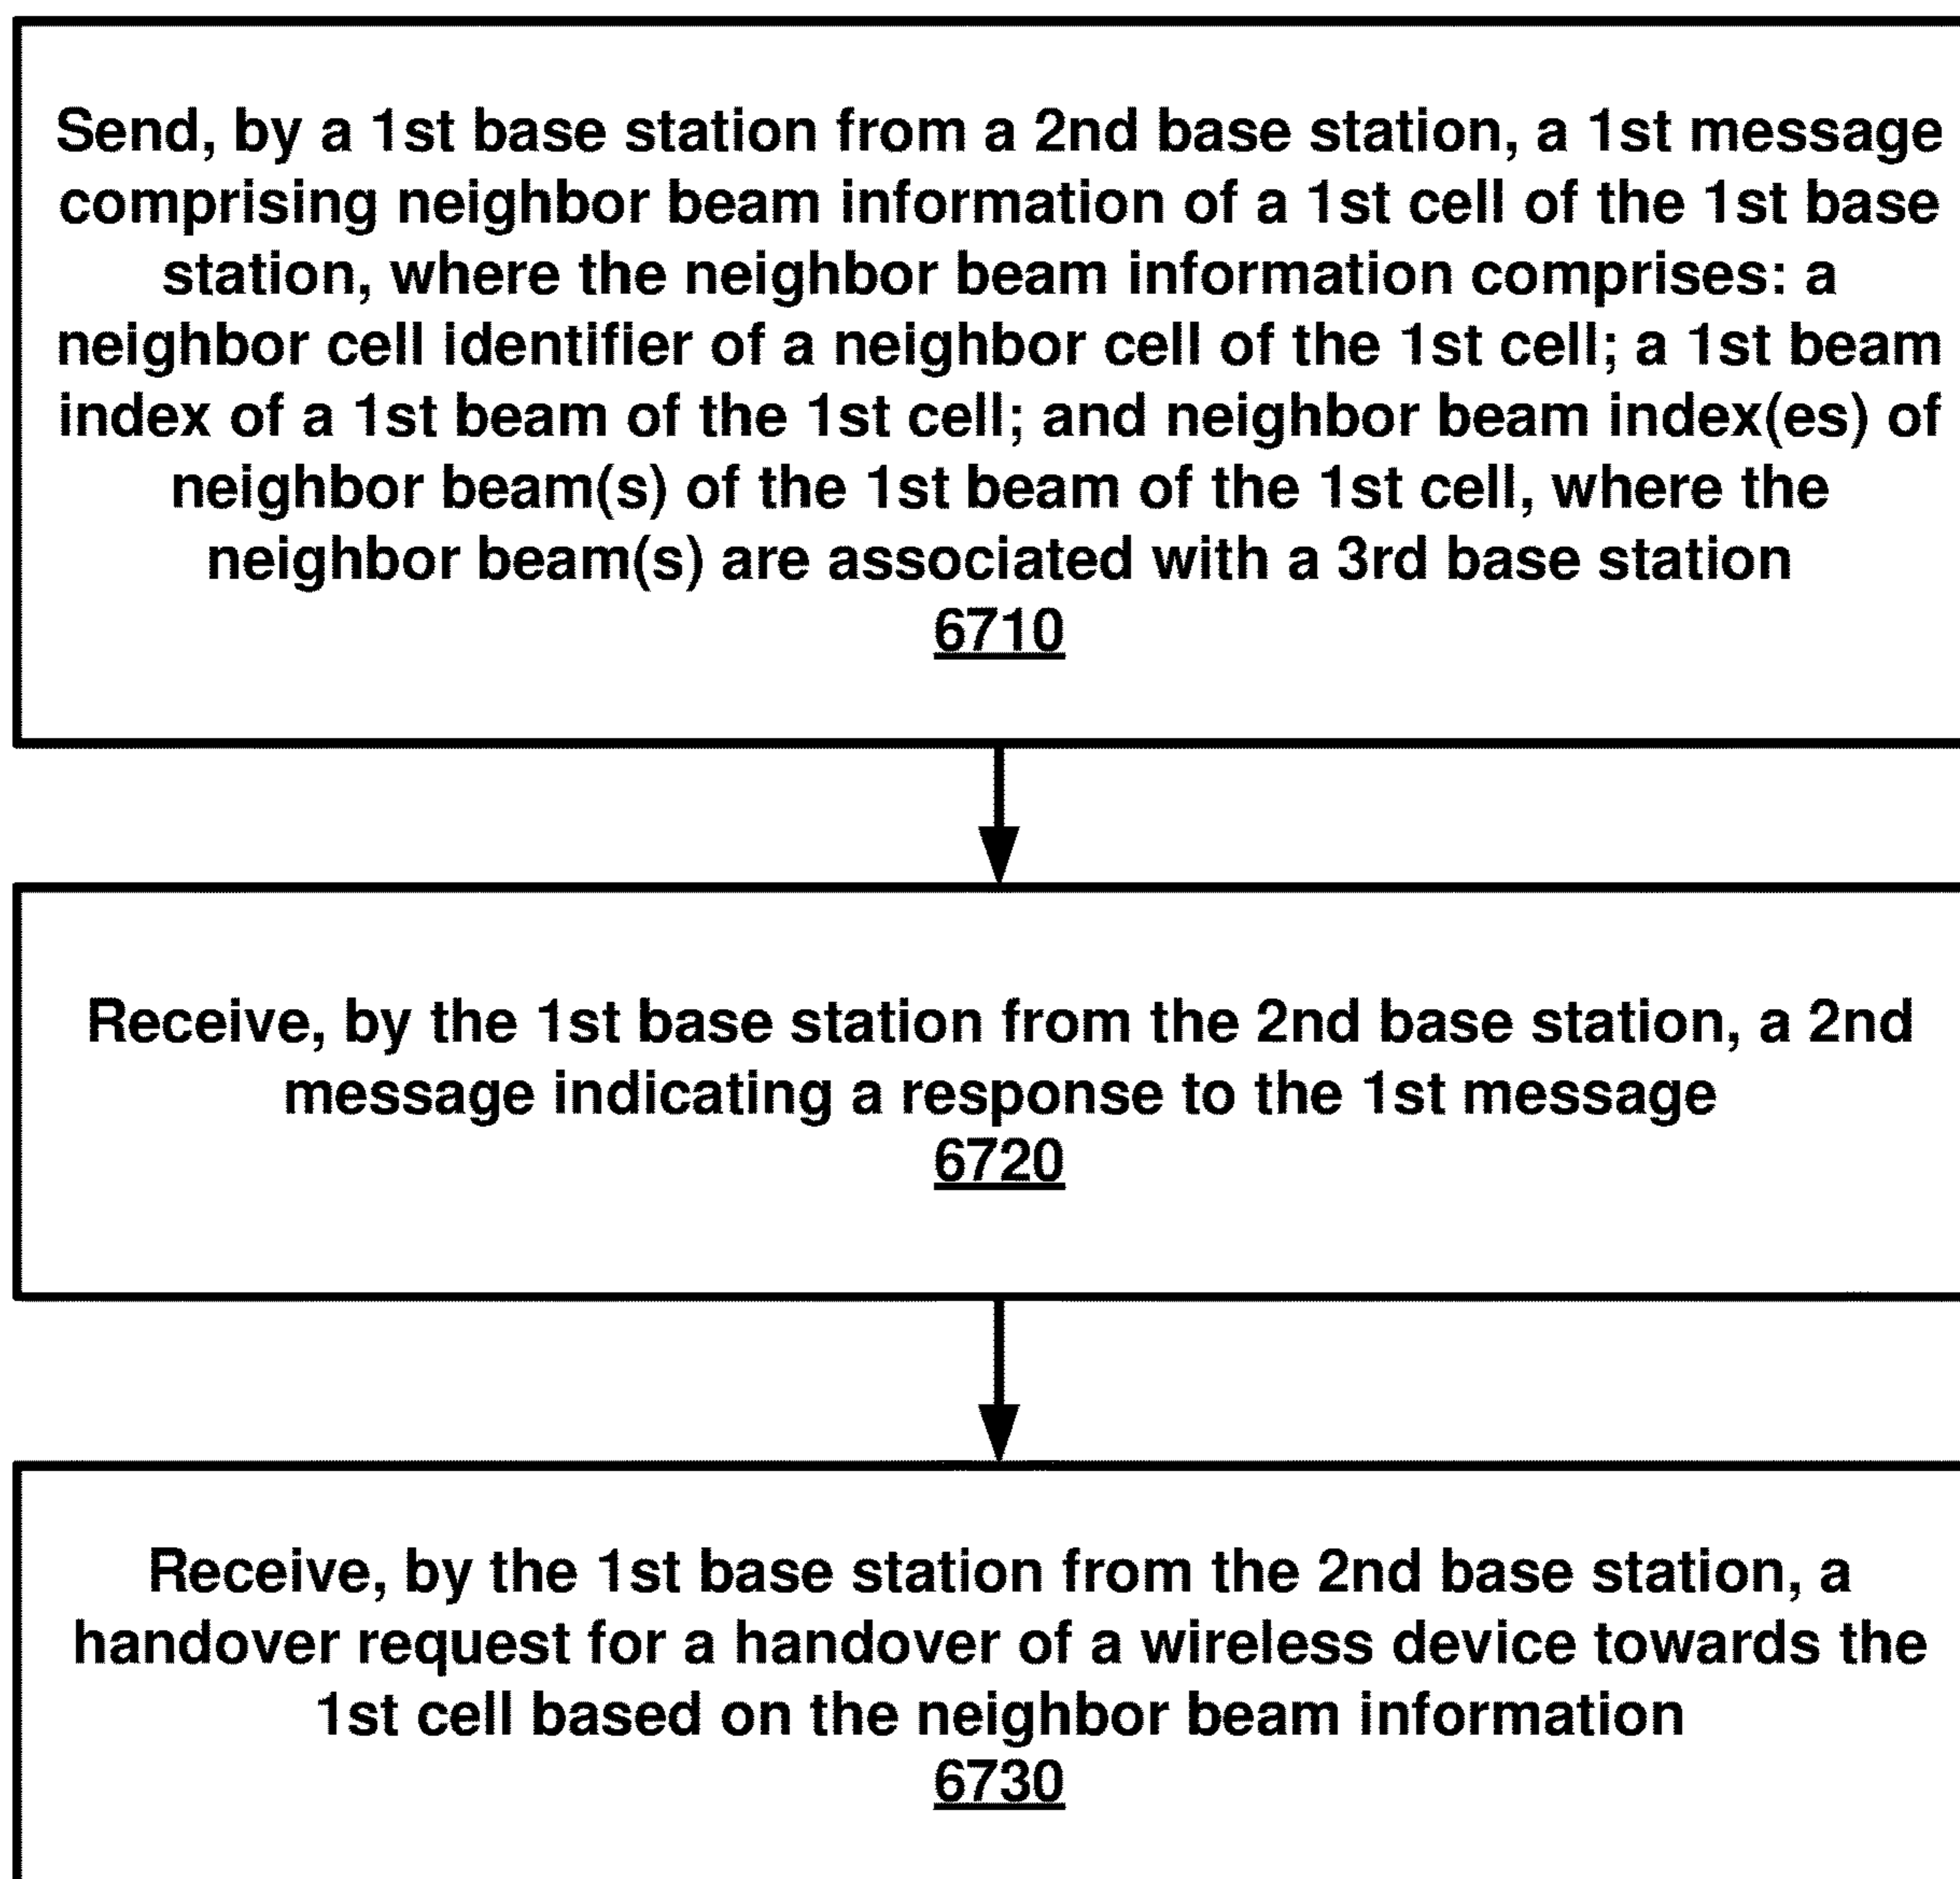 Send, by a 1st base station from a 2nd base station, a 1st message
comprising neighbor beam information of a 1st cell of the 1st base
station, where the neighbor beam information comprises: a
neighbor cell identifier of a neighbor cell of the 1st cell; a 1st beam
index of a 1st beam of the 1st cell; and neighbor beam index(es) of
neighbor beam(s) of the 1st beam of the 1st cell, where the
neighbor beam(s) are associated with a 3rd base station
6710
Receive, by the 1st base station from the 2nd base station, a 2nd
message indicating a response to the 1st message
6720
Receive, by the 1st base station from the 2nd base station, a
handover request for a handover of a wireless device towards the
1st cell based on the neighbor beam information
6730